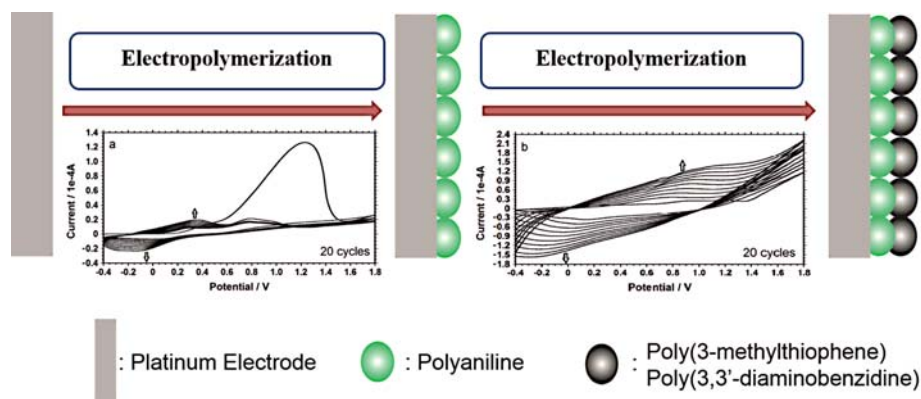 Electropolymerization
Electropolymerization
a
Current / 1e-4A
1.4
1.2
1.0
0.8
0.6
0.4
0.2
0
-0.2
-0.4
20 cycles
-0.4 -0.2 0 0.2 0.4 0.6 0.8 1.0 1.2 1.4 1.6 1.8
Potential / V
b
Current / 1e-4A
2.4
2.1
1.8
1.5
1.2
0.9
0.6
0.3
0
-0.3
-0.6
-0.9
-1.2
-1.5
-1.8
20 cycles
-0.4 -0.2 0 0.2 0.4 0.6 0.8 1.0 1.2 1.4 1.6 1.8
Potential / V
: Platinum Electrode
: Polyaniline
: Poly(3-methylthiophene)
Poly(3,3'-diaminobenzidine)